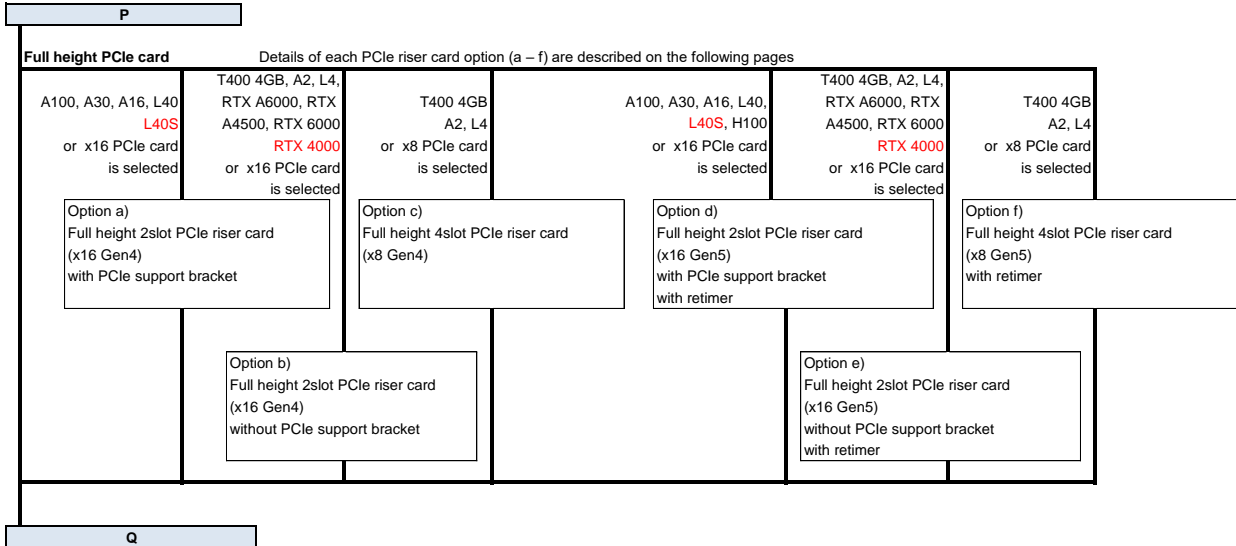 P
Full height PCIe card
Details of each PCIe riser card option (a – f) are described on the following pages
A100, A30, A16, L40
L40S
or x16 PCIe card
is selected
T400 4GB, A2, L4,
RTX A6000, RTX
A4500, RTX 6000
RTX 4000
or x16 PCIe card
is selected
T400 4GB
A2, L4
or x8 PCIe card
is selected
A100, A30, A16, L40,
L40S, H100
or x16 PCIe card
is selected
T400 4GB, A2, L4,
RTX A6000, RTX
A4500, RTX 6000
RTX 4000
or x16 PCIe card
is selected
T400 4GB
A2, L4
or x8 PCIe card
is selected
Option a)
Full height 2slot PCIe riser card
(x16 Gen4)
with PCIe support bracket
Option c)
Full height 4slot PCIe riser card
(x8 Gen4)
Option d)
Full height 2slot PCIe riser card
(x16 Gen5)
with PCIe support bracket
with retimer
Option f)
Full height 4slot PCIe riser card
(x8 Gen5)
with retimer
Option b)
Full height 2slot PCIe riser card
(x16 Gen4)
without PCIe support bracket
Option e)
Full height 2slot PCIe riser card
(x16 Gen5)
without PCIe support bracket
with retimer
Q